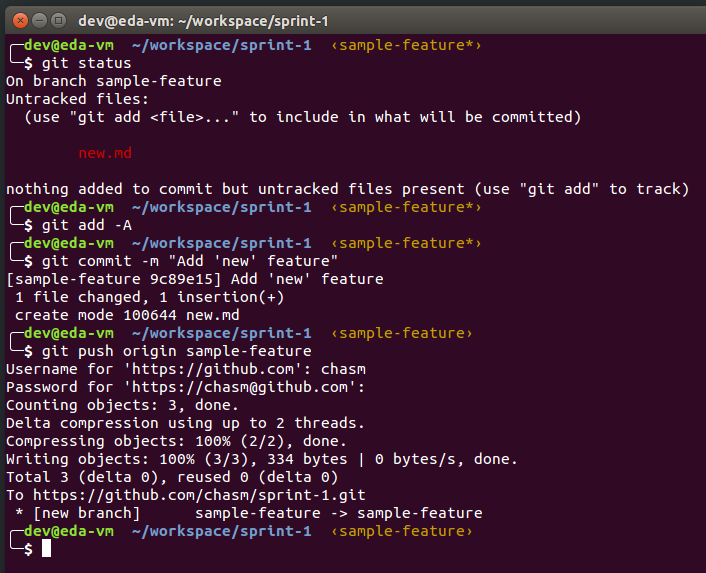 dev@eda-vm: ~/workspace/sprint-1
dev@eda-vm ~/workspace/sprint-1 ‹sample-feature*›
$ git status
On branch sample-feature
Untracked files:
  (use "git add <file>..." to include in what will be committed)
        new.md
nothing added to commit but untracked files present (use "git add" to track)
dev@eda-vm ~/workspace/sprint-1 ‹sample-feature*›
$ git add -A
dev@eda-vm ~/workspace/sprint-1 ‹sample-feature*›
$ git commit -m "Add 'new' feature"
[sample-feature 9c89e15] Add 'new' feature
 1 file changed, 1 insertion(+)
 create mode 100644 new.md
dev@eda-vm ~/workspace/sprint-1 ‹sample-feature›
$ git push origin sample-feature
Username for 'https://github.com': chasm
Password for 'https://chasm@github.com':
Counting objects: 3, done.
Delta compression using up to 2 threads.
Compressing objects: 100% (2/2), done.
Writing objects: 100% (3/3), 334 bytes | 0 bytes/s, done.
Total 3 (delta 0), reused 0 (delta 0)
To https://github.com/chasm/sprint-1.git
 * [new branch]      sample-feature -> sample-feature
dev@eda-vm ~/workspace/sprint-1 ‹sample-feature›
$